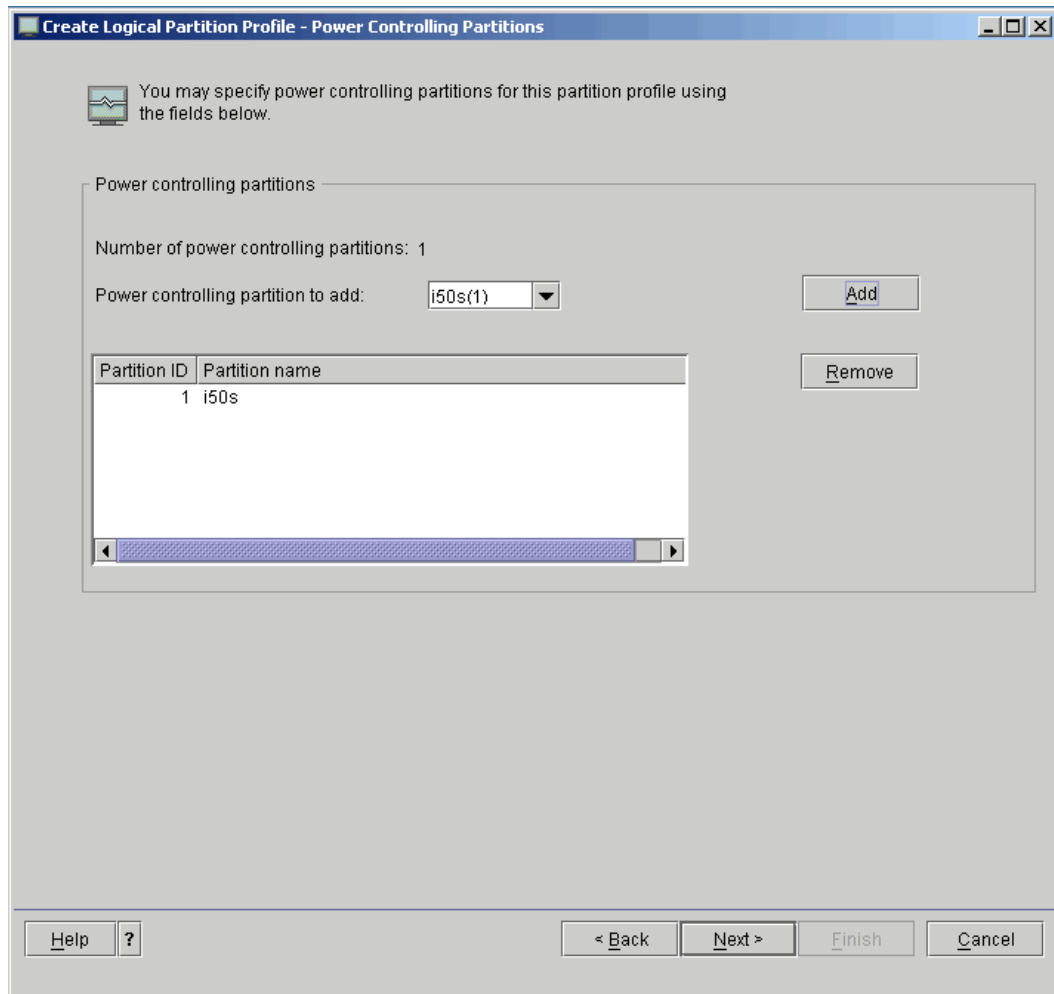 Create Logical Partition Profile - Power Controlling Partitions
You may specify power controlling partitions for this partition profile using
the fields below.
Power controlling partitions
Number of power controlling partitions: 1
Power controlling partition to add: i50s(1) Add
Partition ID Partition name Remove
1 i50s
Help ? < Back Next > Finish Cancel